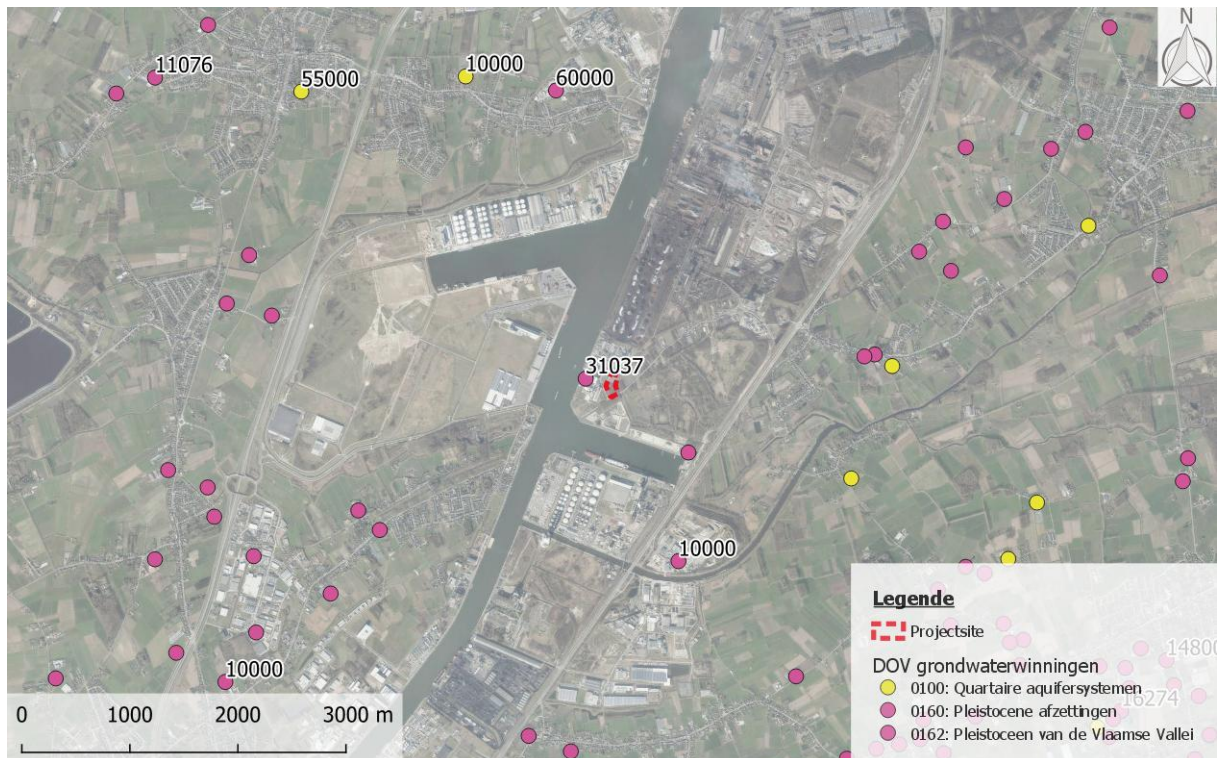 N
11076
55000
10000
60000
31037
10000
10000
Legende
Projectsite
DOV grondwaterwinningen
0100: Quartaire aquifersystemen
0160: Pleistocene afzettingen
0162: Pleistoceen van de Vlaamse Vallei
14800
16274
0 1000 2000 3000 m